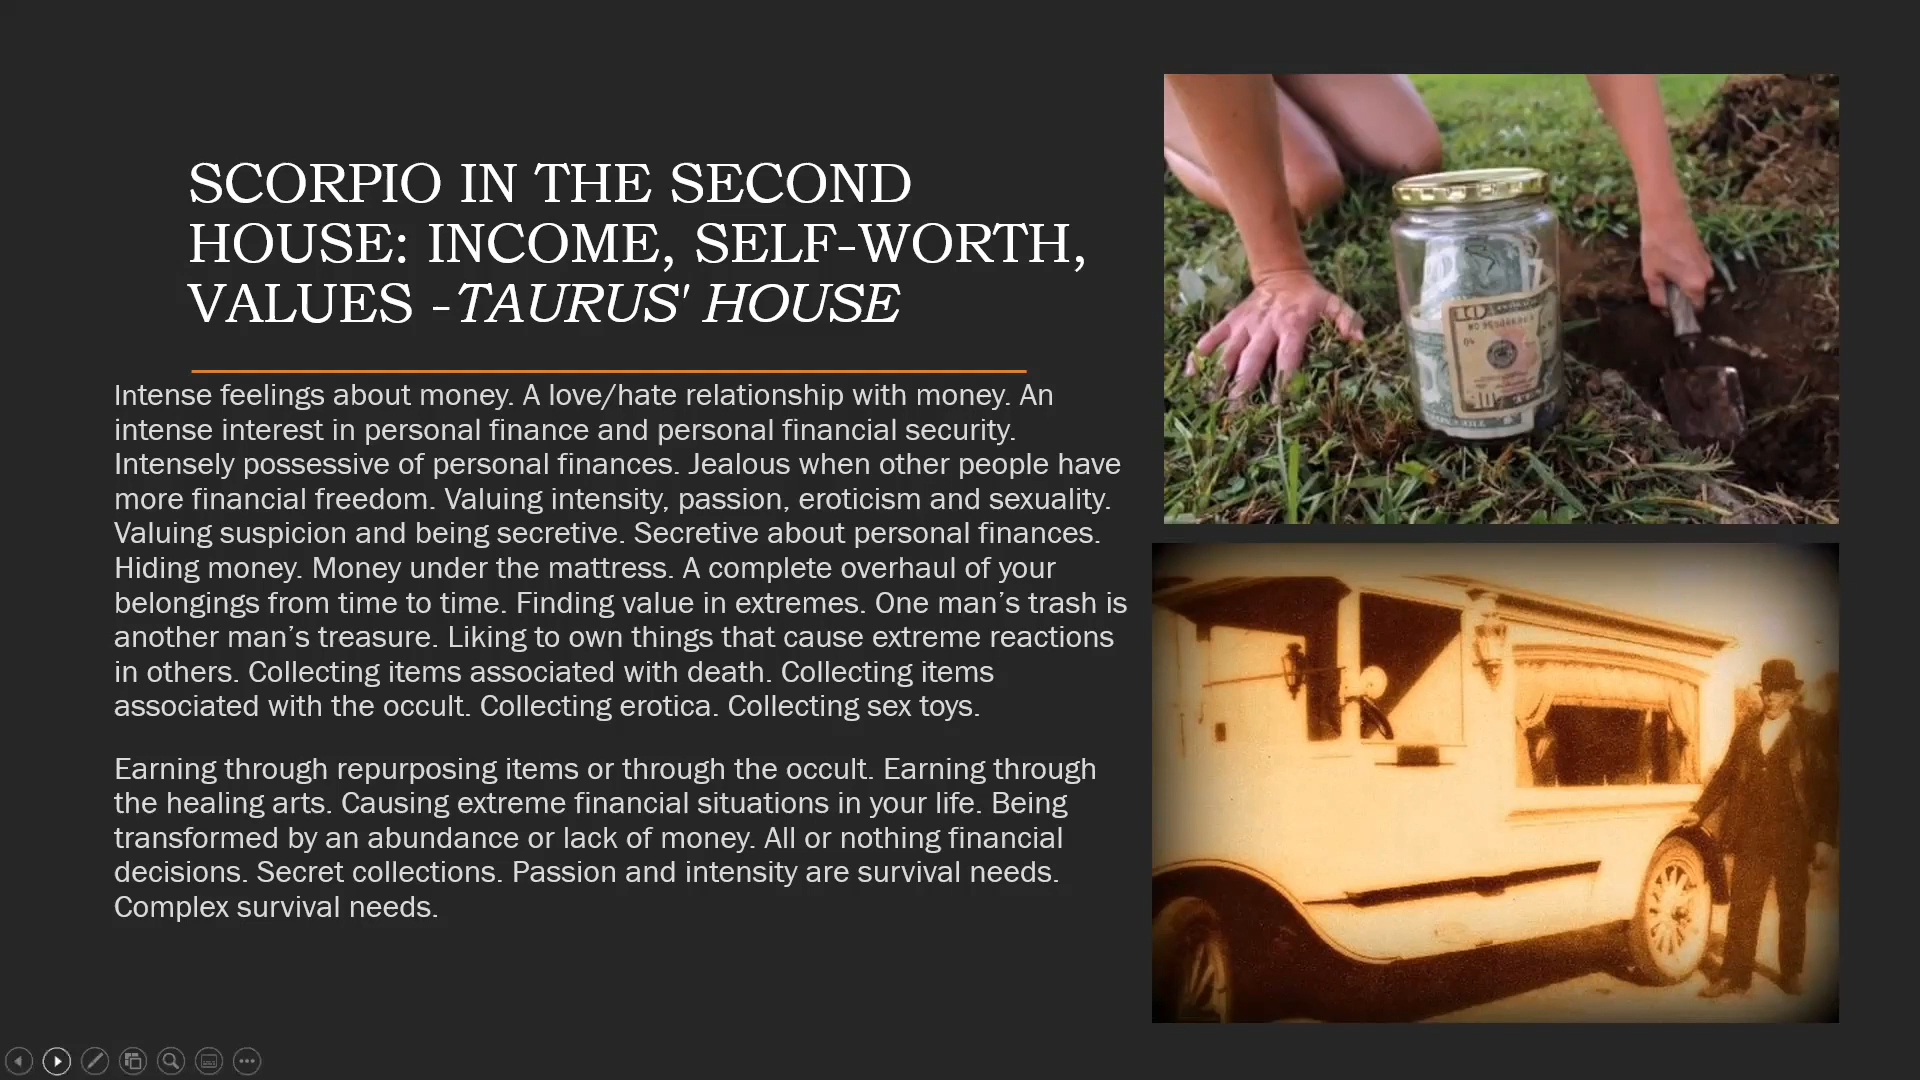 SCORPIO IN THE SECOND
HOUSE: INCOME, SELF-WORTH,
VALUES -TAURUS' HOUSE
Intense feelings about money. A love/hate relationship with money. An
intense interest in personal finance and personal financial security.
Intensely possessive of personal finances. Jealous when other people have
more financial freedom. Valuing intensity, passion, eroticism and sexuality.
Valuing suspicion and being secretive. Secretive about personal finances.
Hiding money. Money under the mattress. A complete overhaul of your
belongings from time to time. Finding value in extremes. One man’s trash is
another man’s treasure. Liking to own things that cause extreme reactions
in others. Collecting items associated with death. Collecting items
associated with the occult. Collecting erotica. Collecting sex toys.
Earning through repurposing items or through the occult. Earning through
the healing arts. Causing extreme financial situations in your life. Being
transformed by an abundance or lack of money. All or nothing financial
decisions. Secret collections. Passion and intensity are survival needs.
Complex survival needs.